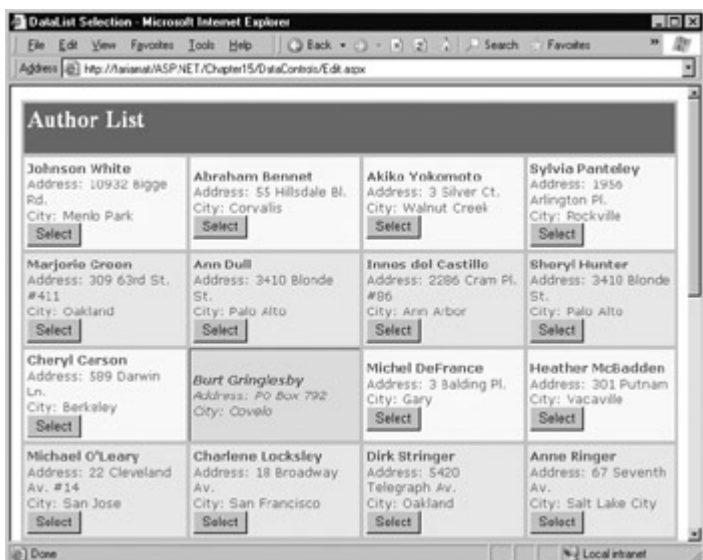 DataList Selection - Microsoft Internet Explorer
File Edit View Favorites Tools Help Back Search Favorites »
Address http://fariamat/ASP.NET/Chapter15/DataControls/Edit.aspx
Author List
Johnson White
Address: 10932 Bigge
Rd.
City: Menlo Park
Select
Abraham Bennet
Address: 55 Hillsdale Bl.
City: Corvalis
Select
Akiko Yokomoto
Address: 3 Silver Ct.
City: Walnut Creek
Select
Sylvia Panteley
Address: 1956
Arlington Pl.
City: Rockville
Select
Marjorie Green
Address: 309 63rd St.
#411
City: Oakland
Select
Ann Dull
Address: 3410 Blonde
St.
City: Palo Alto
Select
Innes del Castillo
Address: 2286 Cram Pl.
#86
City: Ann Arbor
Select
Sheryl Hunter
Address: 3410 Blonde
St.
City: Palo Alto
Select
Cheryl Carson
Address: 589 Darwin
Ln.
City: Berkeley
Select
Burt Gringlesby
Address: PO Box 792
City: Covelo
Michel DeFrance
Address: 3 Balding Pl.
City: Gary
Select
Heather McBadden
Address: 301 Putnam
City: Vacaville
Select
Michael O'Leary
Address: 22 Cleveland
Av. #14
City: San Jose
Select
Charlene Locksley
Address: 18 Broadway
Av.
City: San Francisco
Select
Dirk Stringer
Address: 5420
Telegraph Av.
City: Oakland
Select
Anne Ringer
Address: 67 Seventh
Av.
City: Salt Lake City
Select
Done Local intranet